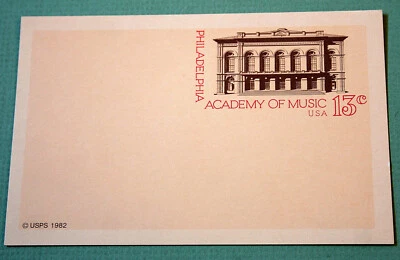 PHILADELPHIA
ACADEMY OF MUSIC
USA 13c
© USPS 1982